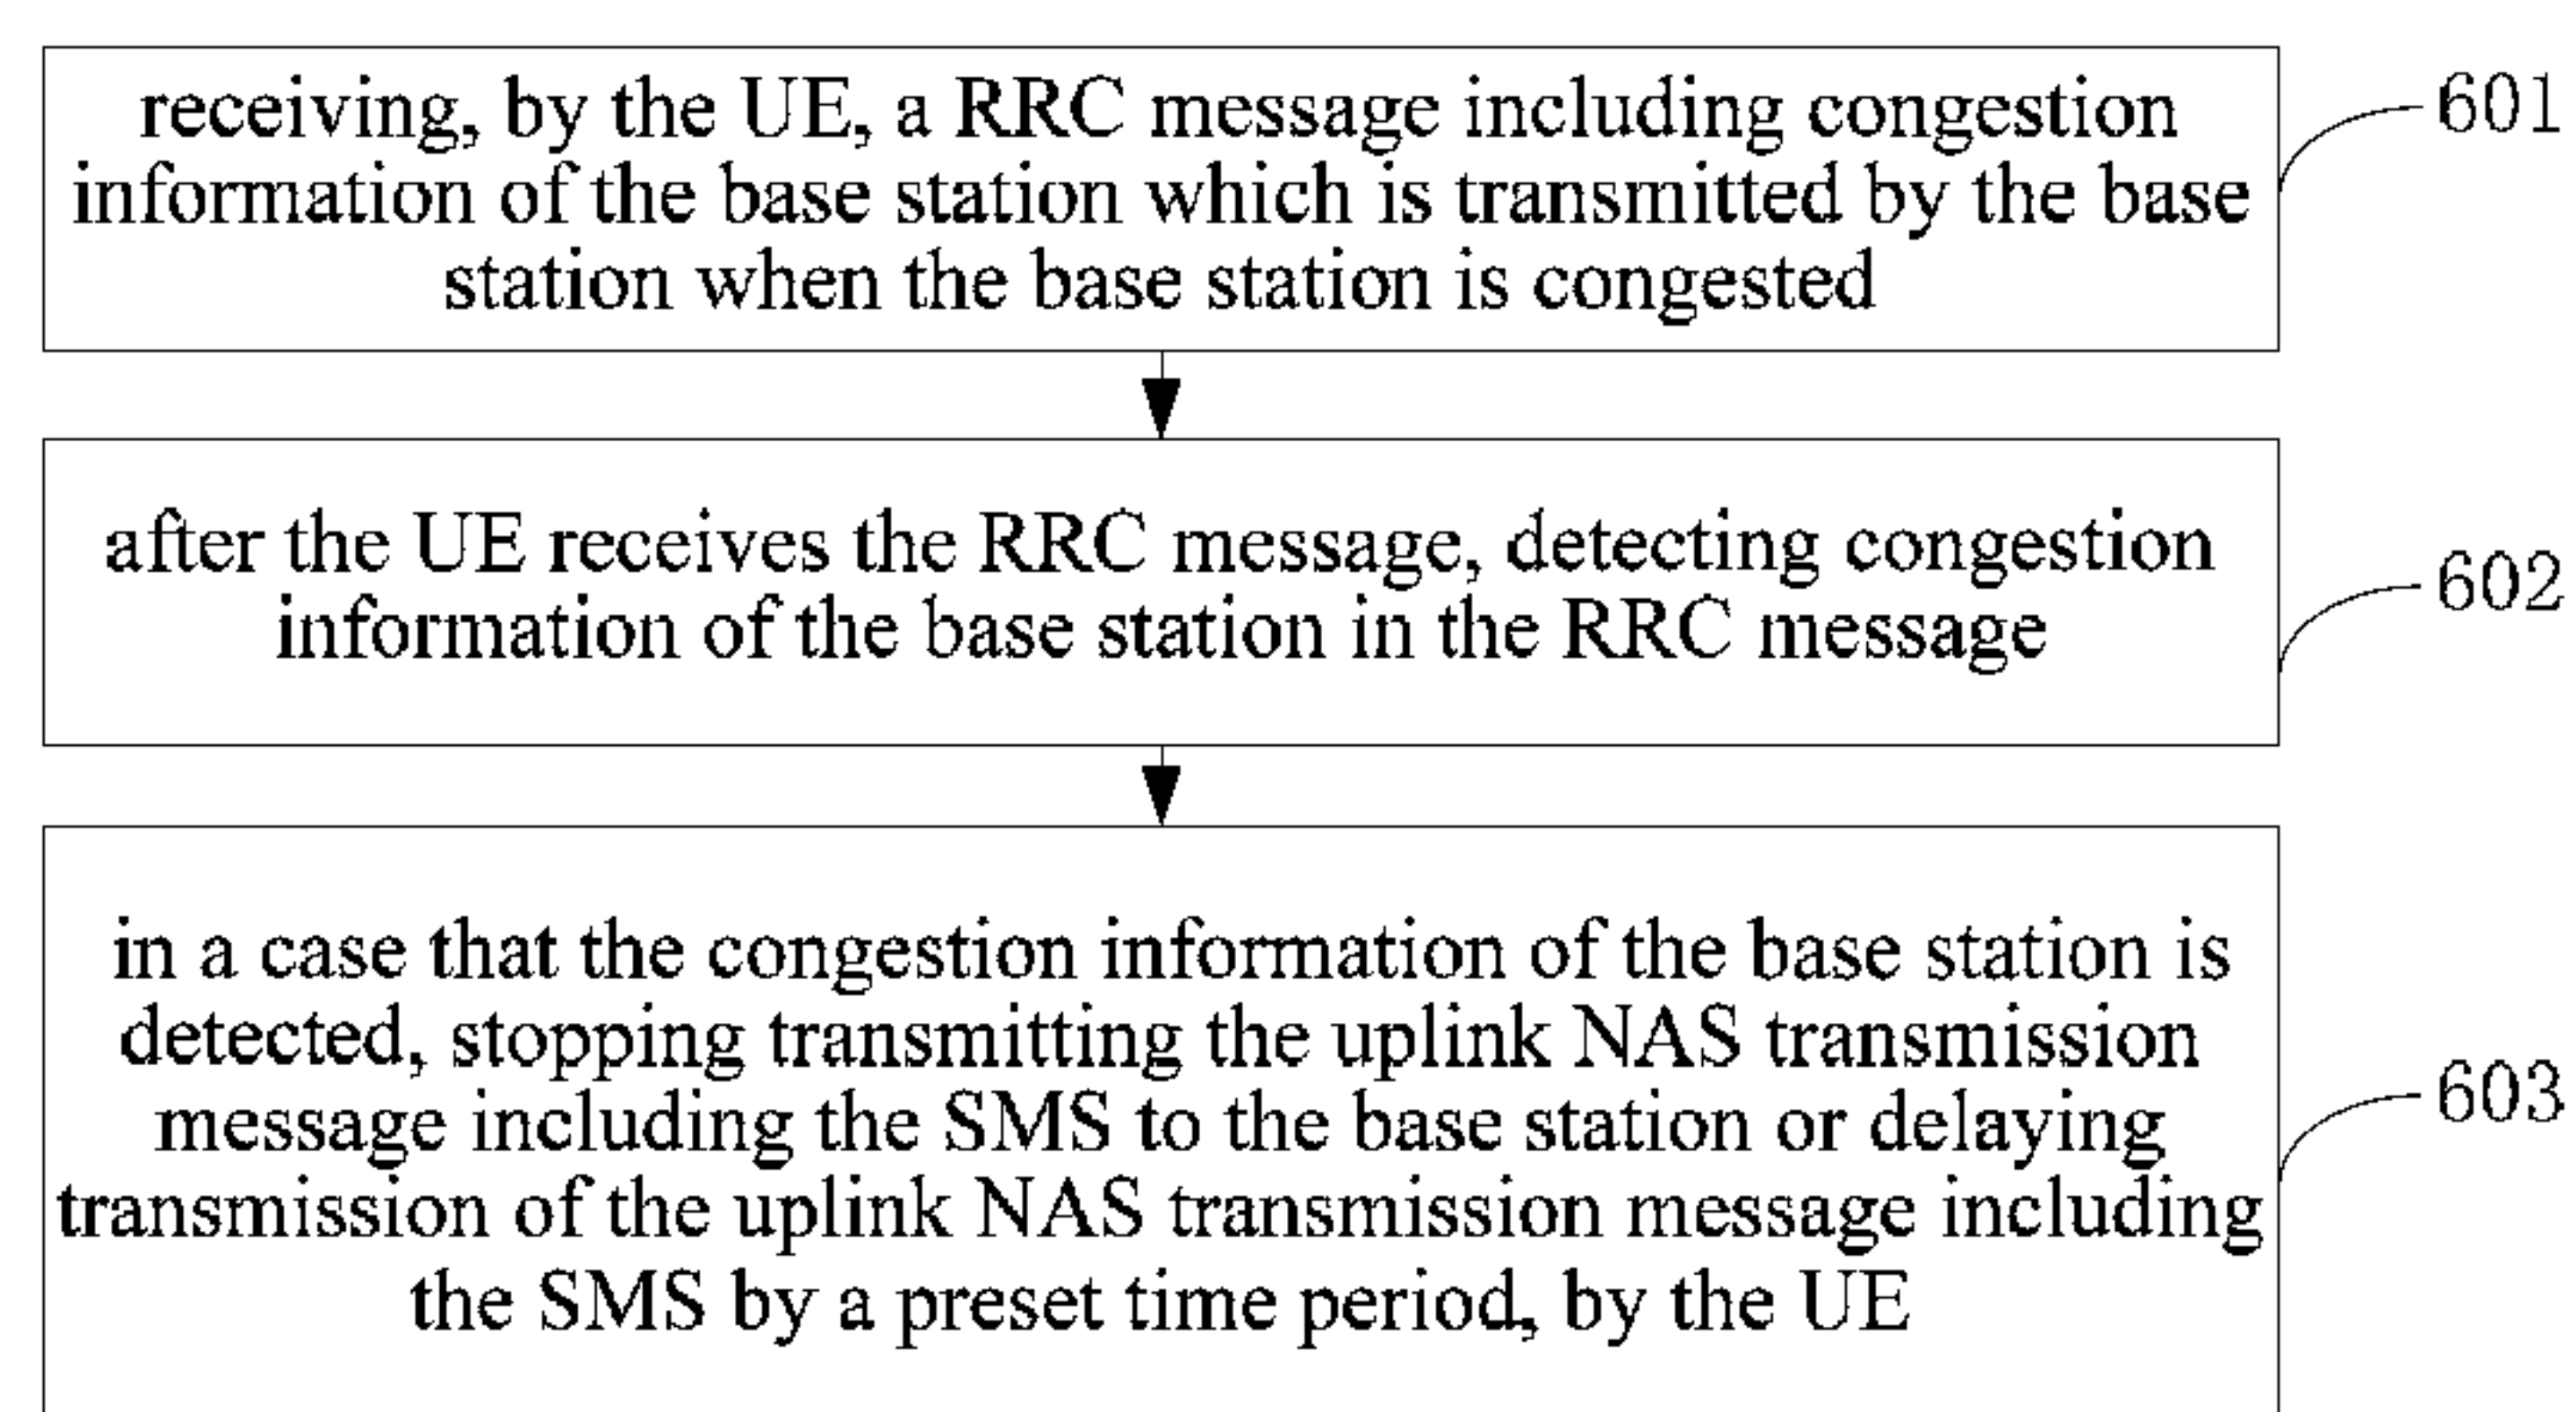 receiving, by the UE, a RRC message including congestion
information of the base station which is transmitted by the base
station when the base station is congested
601
after the UE receives the RRC message, detecting congestion
information of the base station in the RRC message
602
in a case that the congestion information of the base station is
detected, stopping transmitting the uplink NAS transmission
message including the SMS to the base station or delaying
transmission of the uplink NAS transmission message including
the SMS by a preset time period, by the UE
603